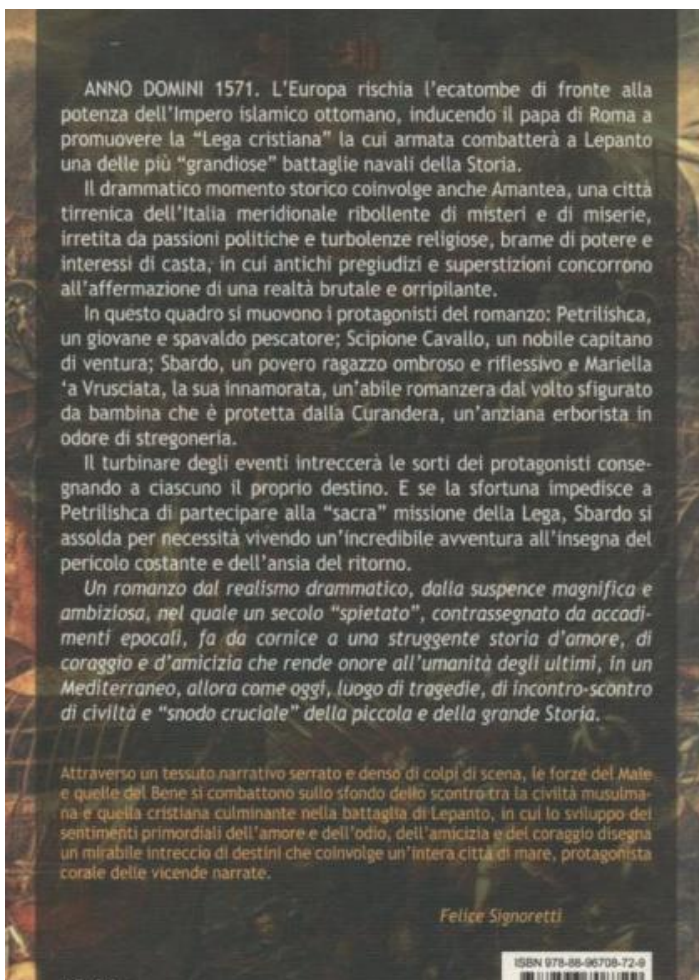 ANNO DOMINI 1571. L'Europa rischia l'ecatombe di fronte alla
potenza dell'Impero islamico ottomano, inducendo il papa di Roma a
promuovere la "Lega cristiana" la cui armata combatterà a Lepanto
una delle più "grandiose" battaglie navali della Storia.
Il drammatico momento storico coinvolge anche Amantea, una città
tirrenica dell'Italia meridionale ribollente di misteri e di miserie,
irretita da passioni politiche e turbolenze religiose, brame di potere e
interessi di casta, in cui antichi pregiudizi e superstizioni concorrono
all'affermazione di una realtà brutale e orripilante.
In questo quadro si muovono i protagonisti del romanzo: Petrilishca,
un giovane e spavaldo pescatore; Scipione Cavallo, un nobile capitano
di ventura; Sbardo, un povero ragazzo ombroso e riflessivo e Mariella
'a Vrusciata, la sua innamorata, un'abile romanzera dal volto sfigurato
da bambina che è protetta dalla Curandera, un'anziana erborista in
odore di stregoneria.
Il turbinare degli eventi intreccerà le sorti dei protagonisti conse-
gnando a ciascuno il proprio destino. E se la sfortuna impedisce a
Petrilishca di partecipare alla "sacra" missione della Lega, Sbardo si
assolda per necessità vivendo un'incredibile avventura all'insegna del
pericolo costante e dell'ansia del ritorno.
Un romanzo dal realismo drammatico, dalla suspence magnifica e
ambiziosa, nel quale un secolo "spietato", contrassegnato da accadi-
menti epocali, fa da cornice a una struggente storia d'amore, di
coraggio e d'amicizia che rende onore all'umanità degli ultimi, in un
Mediterraneo, allora come oggi, luogo di tragedie, di incontro-scontro
di civiltà e "snodo cruciale" della piccola e della grande Storia.
Attraverso un tessuto narrativo serrato e denso di colpi di scena, le forze del Male
e quelle del Bene si combattono sullo sfondo dello scontro tra la civiltà musulma-
na e quella cristiana culminante nella battaglia di Lepanto, in cui lo sviluppo dei
sentimenti primordiali dell'amore e dell'odio, dell'amicizia e del coraggio disegna
un mirabile intreccio di destini che coinvolge un'intera città di mare, protagonista
corale delle vicende narrate.
Felice Signoretti
ISBN 978-88-96708-72-9